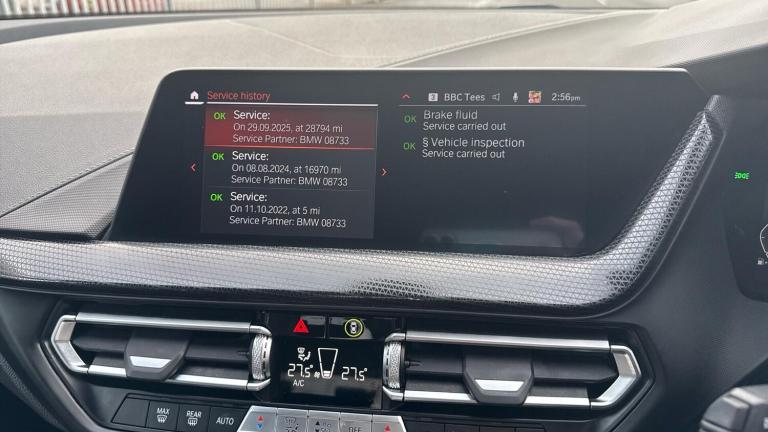 Service history
OK Service:
On 29.09.2025, at 28794 mi
Service Partner: BMW 08733
OK Service:
On 08.08.2024, at 16970 mi
Service Partner: BMW 08733
OK Service:
On 11.10.2022, at 5 mi
Service Partner: BMW 08733
3 BBC Tees 2:56pm
OK Brake fluid
Service carried out
OK § Vehicle inspection
Service carried out
27.5° 27.5°
A/C
MAX
REAR
AUTO
OFF